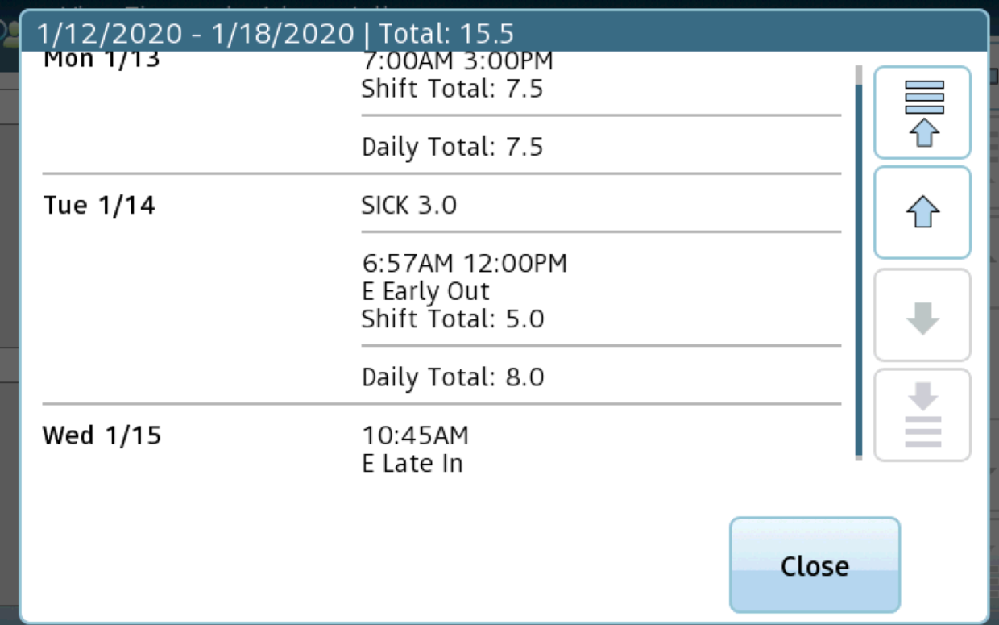 1/12/2020 - 1/18/2020 | Total: 15.5
Mon 1/13
7:00AM 3:00PM
Shift Total: 7.5
Daily Total: 7.5
Tue 1/14
SICK 3.0
6:57AM 12:00PM
E Early Out
Shift Total: 5.0
Daily Total: 8.0
Wed 1/15
10:45AM
E Late In
Close